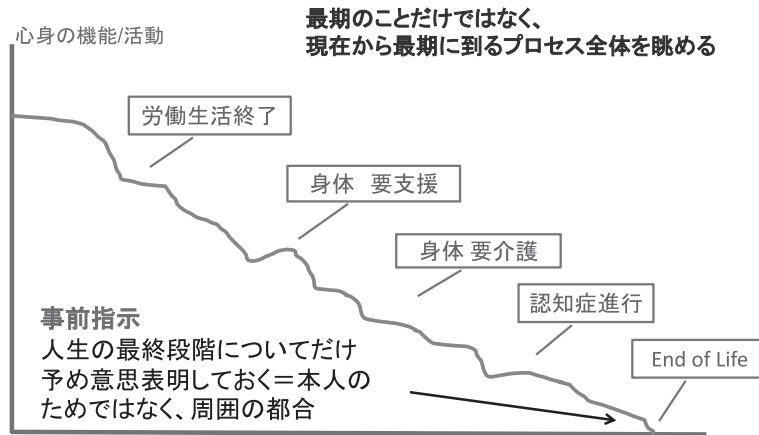 最期のことだけではなく、
現在から最期に到るプロセス全体を眺める
心身の機能/活動
労働生活終了
身体　要支援
身体 要介護
認知症進行
End of Life
事前指示
人生の最終段階についてだけ
予め意思表明しておく＝本人の
ためではなく、周囲の都合